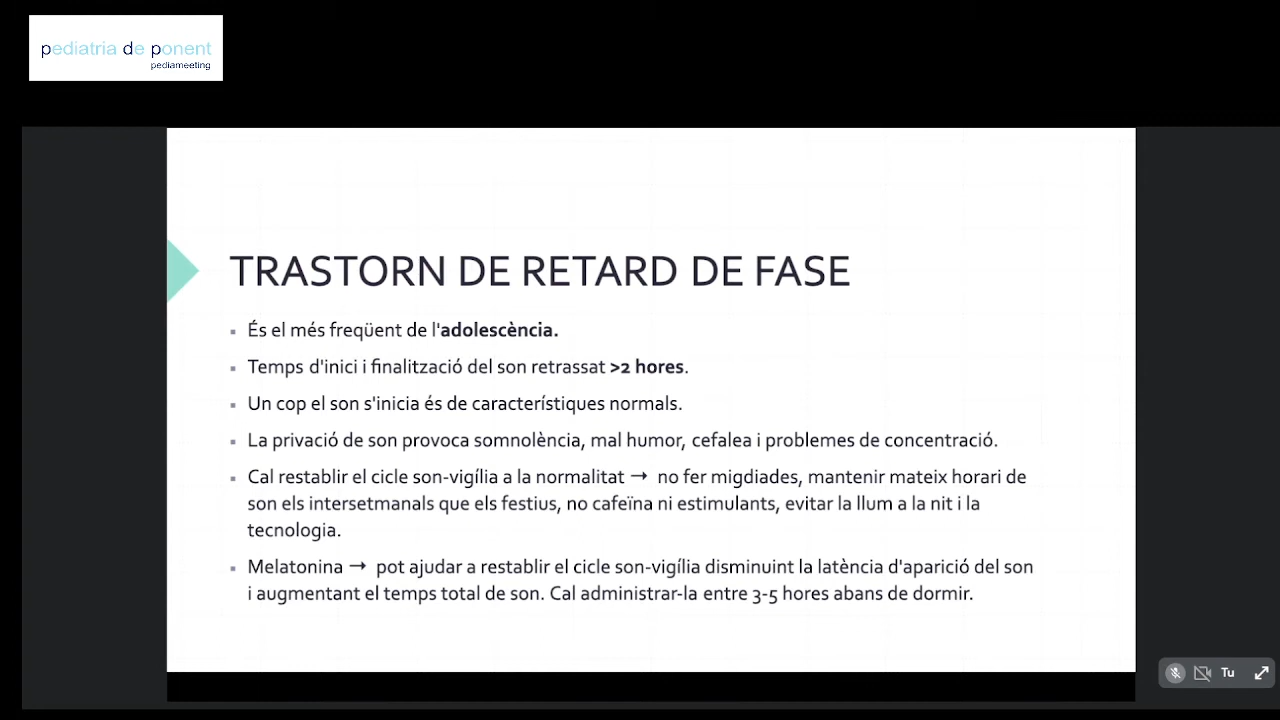 pediatria de ponent
pediameeting
TRASTORN DE RETARD DE FASE
▪ És el més freqüent de l'adolescència.
▪ Temps d'inici i finalització del son retrassat >2 hores.
▪ Un cop el son s'inicia és de característiques normals.
▪ La privació de son provoca somnolència, mal humor, cefalea i problemes de concentració.
▪ Cal restablir el cicle son-vigília a la normalitat → no fer migdiades, mantenir mateix horari de
son els intersetmanals que els festius, no cafeïna ni estimulants, evitar la llum a la nit i la
tecnologia.
▪ Melatonina → pot ajudar a restablir el cicle son-vigília disminuint la latència d'aparició del son
i augmentant el temps total de son. Cal administrar-la entre 3-5 hores abans de dormir.
Tu